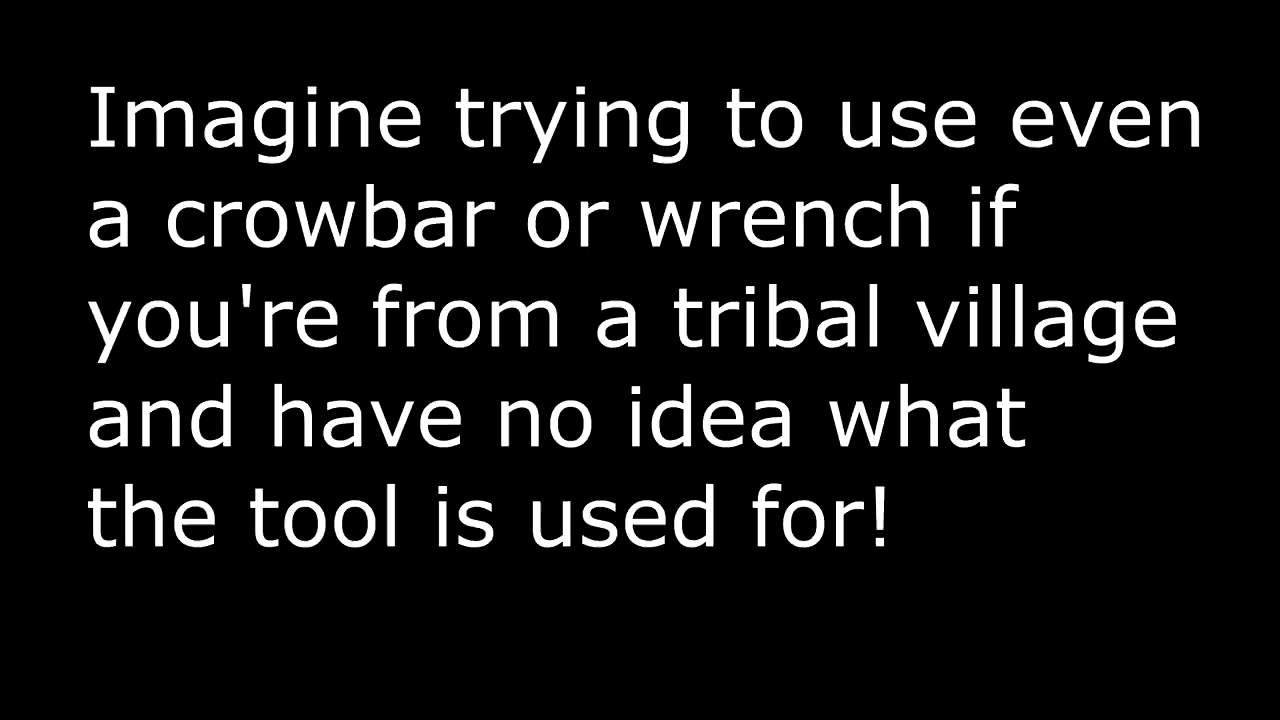 Imagine trying to use even
a crowbar or wrench if
you're from a tribal village
and have no idea what
the tool is used for!